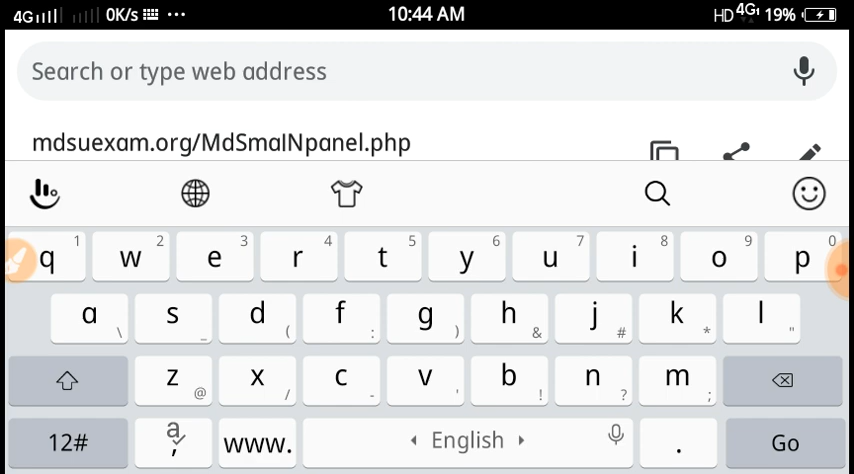 4G 0K/s ••• 10:44 AM HD 4G 19%
Search or type web address
mdsuexam.org/MdSmaINpanel.php
q 1 w 2 e 3 r 4 t 5 y 6 u 7 i 8 o 9 p 0
a \ s _ d ( f : g ) h & j # k * l "
z @ x / c - v ' b ! n ? m ;
12# a , www. English . Go